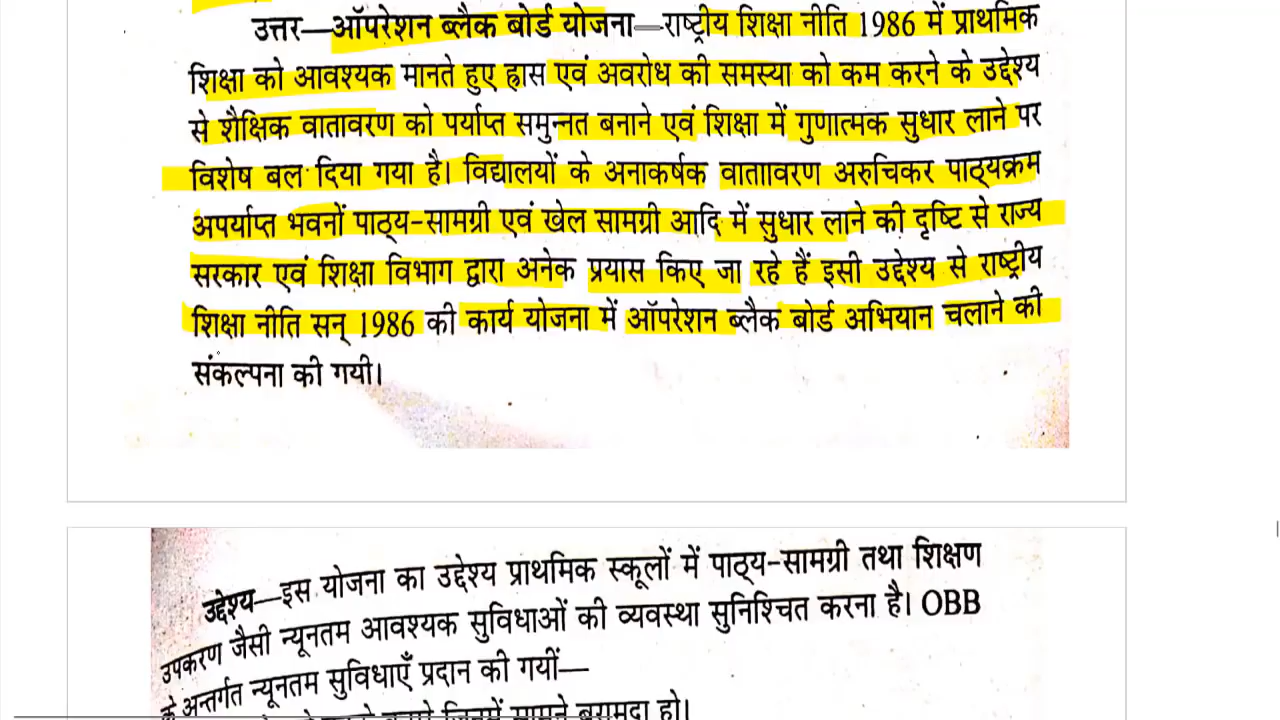 उत्तर—ऑपरेशन ब्लैक बोर्ड योजना—राष्ट्रीय शिक्षा नीति 1986 में प्राथमिक
शिक्षा को आवश्यक मानते हुए ह्रास एवं अवरोध की समस्या को कम करने के उद्देश्य
से शैक्षिक वातावरण को पर्याप्त समुन्नत बनाने एवं शिक्षा में गुणात्मक सुधार लाने पर
विशेष बल दिया गया है। विद्यालयों के अनाकर्षक वाताावरण अरुचिकर पाठ्यक्रम
अपर्याप्त भवनों पाठ्य-सामग्री एवं खेल सामग्री आदि में सुधार लाने की दृष्टि से राज्य
सरकार एवं शिक्षा विभाग द्वारा अनेक प्रयास किए जा रहे हैं इसी उद्देश्य से राष्ट्रीय
शिक्षा नीति सन् 1986 की कार्य योजना में ऑपरेशन ब्लैक बोर्ड अभियान चलाने की
संकल्पना की गयी।
उद्देश्य—इस योजना का उद्देश्य प्राथमिक स्कूलों में पाठ्य-सामग्री तथा शिक्षण
उपकरण जैसी न्यूनतम आवश्यक सुविधाओं की व्यवस्था सुनिश्चित करना है। OBB
के अन्तर्गत न्यूनतम सुविधाएँ प्रदान की गयीं—
जिनमें सामने बरामदा हो।